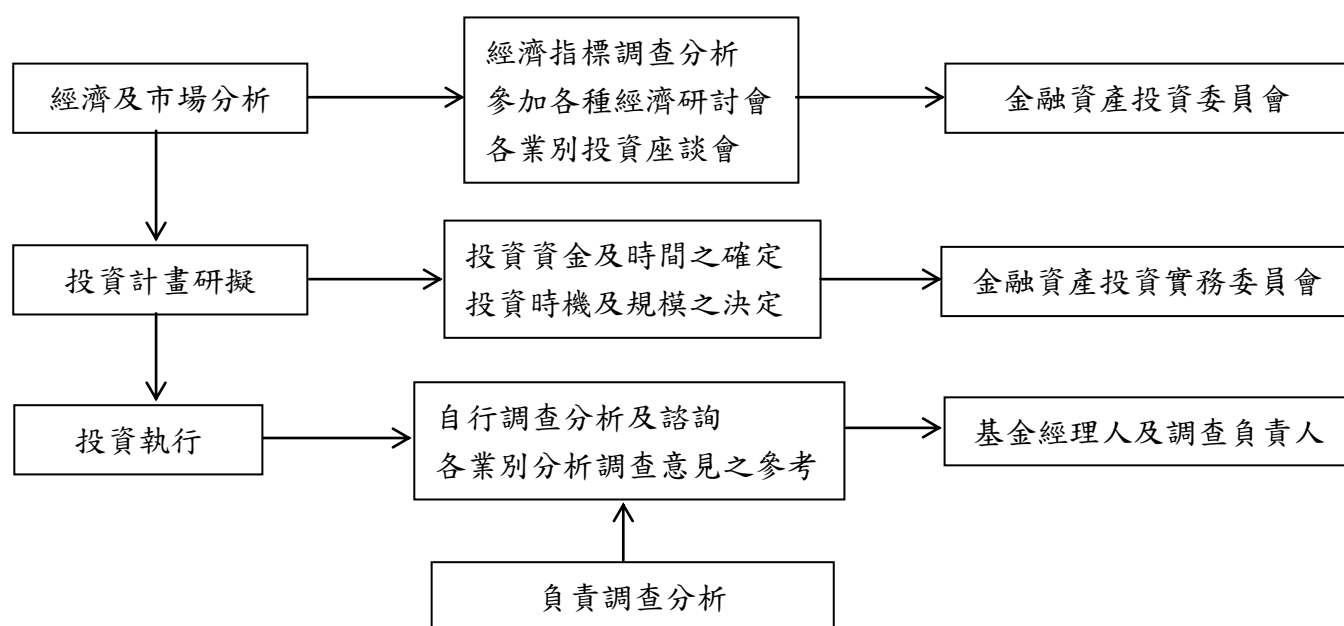 經濟及市場分析
經濟指標調查分析
參加各種經濟研討會
各業別投資座談會
金融資產投資委員會
投資計畫研擬
投資資金及時間之確定
投資時機及規模之決定
金融資產投資實務委員會
投資執行
自行調查分析及諮詢
各業別分析調查意見之參考
基金經理人及調查負責人
負責調查分析